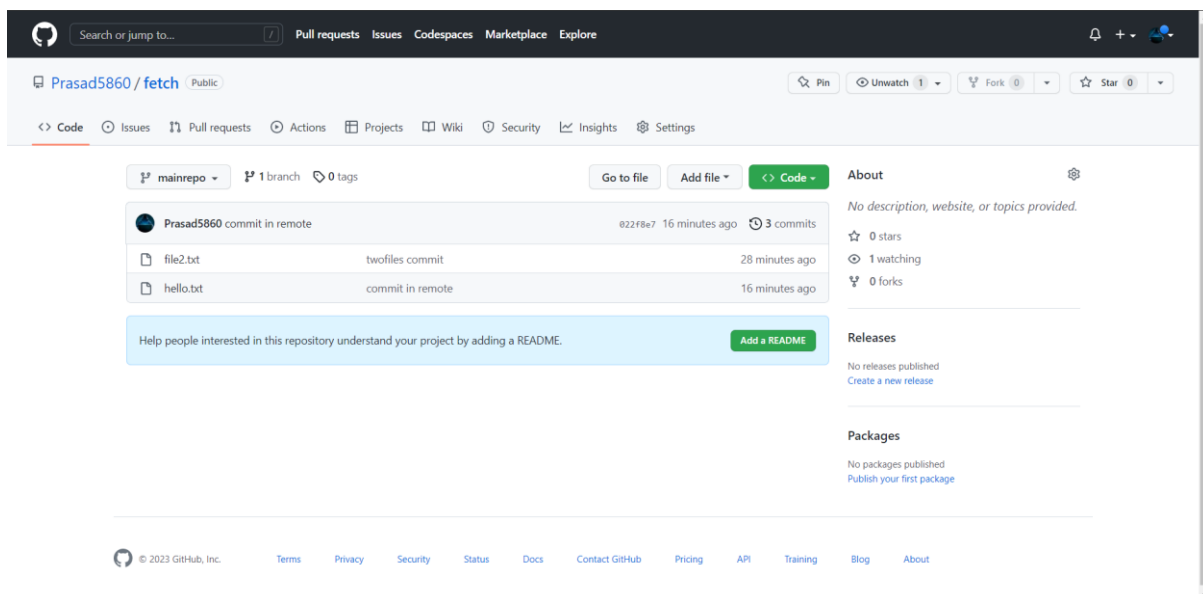 Search or jump to... / Pull requests Issues Codespaces Marketplace Explore
Prasad5860 / fetch Public Pin Unwatch 1 Fork 0 Star 0
Code Issues Pull requests Actions Projects Wiki Security Insights Settings
mainrepo 1 branch 0 tags Go to file Add file Code
Prasad5860 commit in remote 022f8e7 16 minutes ago 3 commits
file2.txt twofiles commit 28 minutes ago
hello.txt commit in remote 16 minutes ago
Help people interested in this repository understand your project by adding a README. Add a README
About
No description, website, or topics provided.
0 stars
1 watching
0 forks
Releases
No releases published
Create a new release
Packages
No packages published
Publish your first package
© 2023 GitHub, Inc. Terms Privacy Security Status Docs Contact GitHub Pricing API Training Blog About